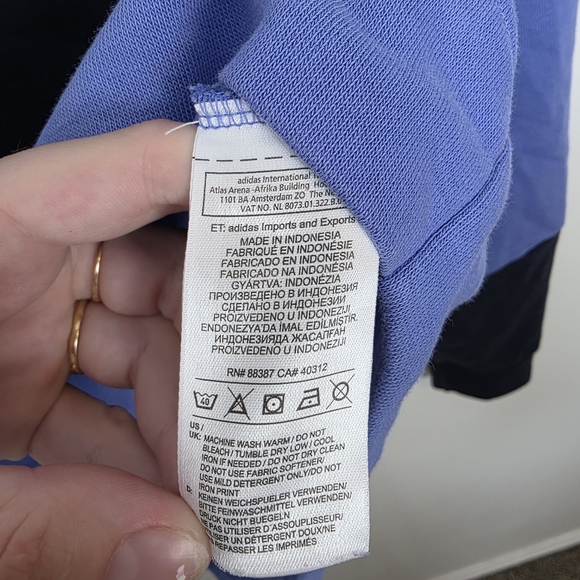 adidas International
Atlas Arena -Afrika Building
1101 BA Amsterdam ZO The
VAT NO. NL 8073.01.322.B.0
ET: adidas Imports and Exports
MADE IN INDONESIA
FABRIQUÉ EN INDONÉSIE
FABRICADO EN INDONESIA
FABRICADO NA INDONÉSIA
GYÁRTVA: INDONÉZIA
ПРОИЗВЕДЕНО В ИНДОНЕЗИИ
SPS
PROIZVEDENO U INDONEZIJI
ENDONEZYA'DA İMAL EDİLMİŞTİR.
ИНДОНЕЗИЯДА ЖАСАЛҒАН
PROIZVEDENO U INDONEZIJI
RN# 88387 CA# 40312
40
US /
UK: MACHINE WASH WARM / DO NOT
BLEACH / TUMBLE DRY LOW / COOL
IRON IF NEEDED / DO NOT DRY CLEAN
DO NOT USE FABRIC SOFTENER/
USE MILD DETERGENT ONLY/DO NOT
IRON PRINT
D: KEINEN WEICHSPUELER VERWENDEN/
BITTE FEINWASCHMITTEL VERWENDEN/
DRUCK NICHT BUEGELN
NE PAS UTILISER D'ASSOUPLISSEUR/
UTILISER UN DÉTERGENT DOUX/NE
REPASSER LES IMPRIMÉS